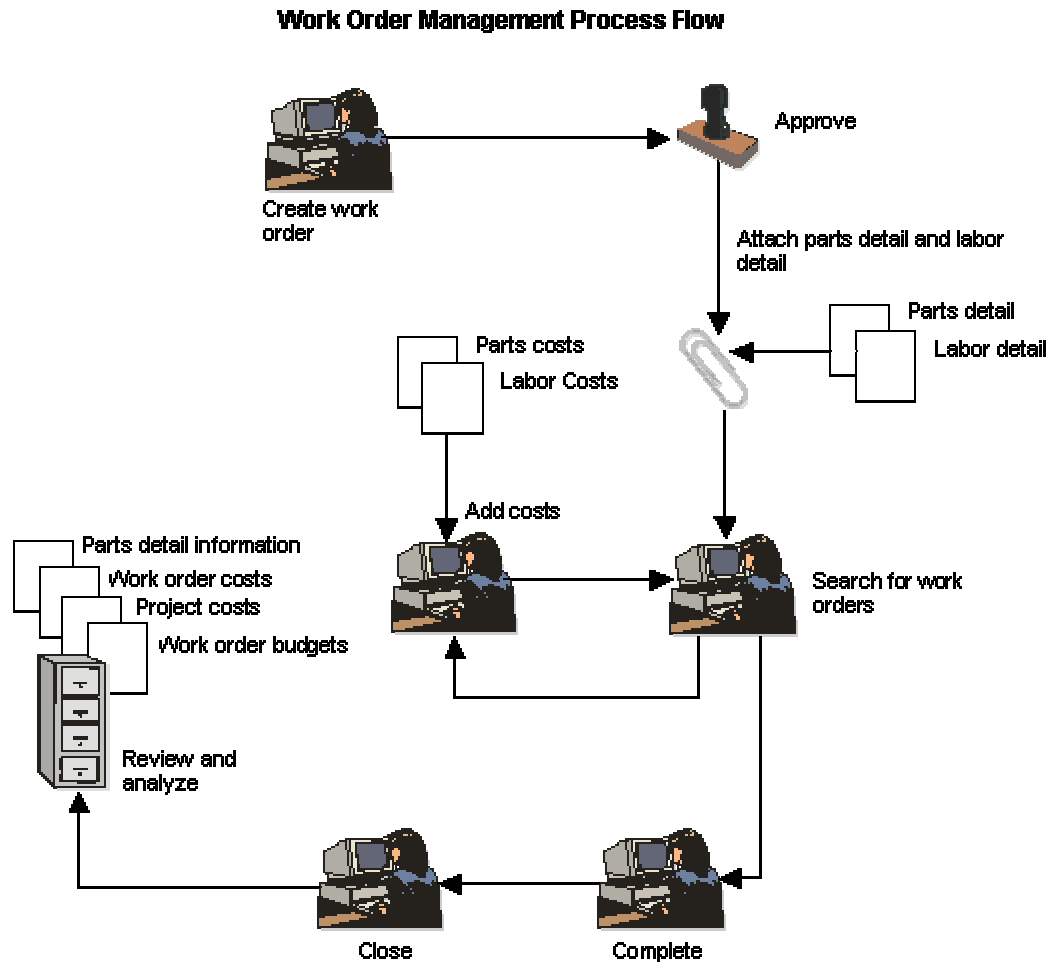 Work Order Management Process Flow
Approve
Create work
order
Attach parts detail and labor
detail
Parts detail
Labor detail
Parts costs
Labor Costs
Add costs
Search for work
orders
Parts detail information
Work order costs
Project costs
Work order budgets
Review and
analyze
Close
Complete